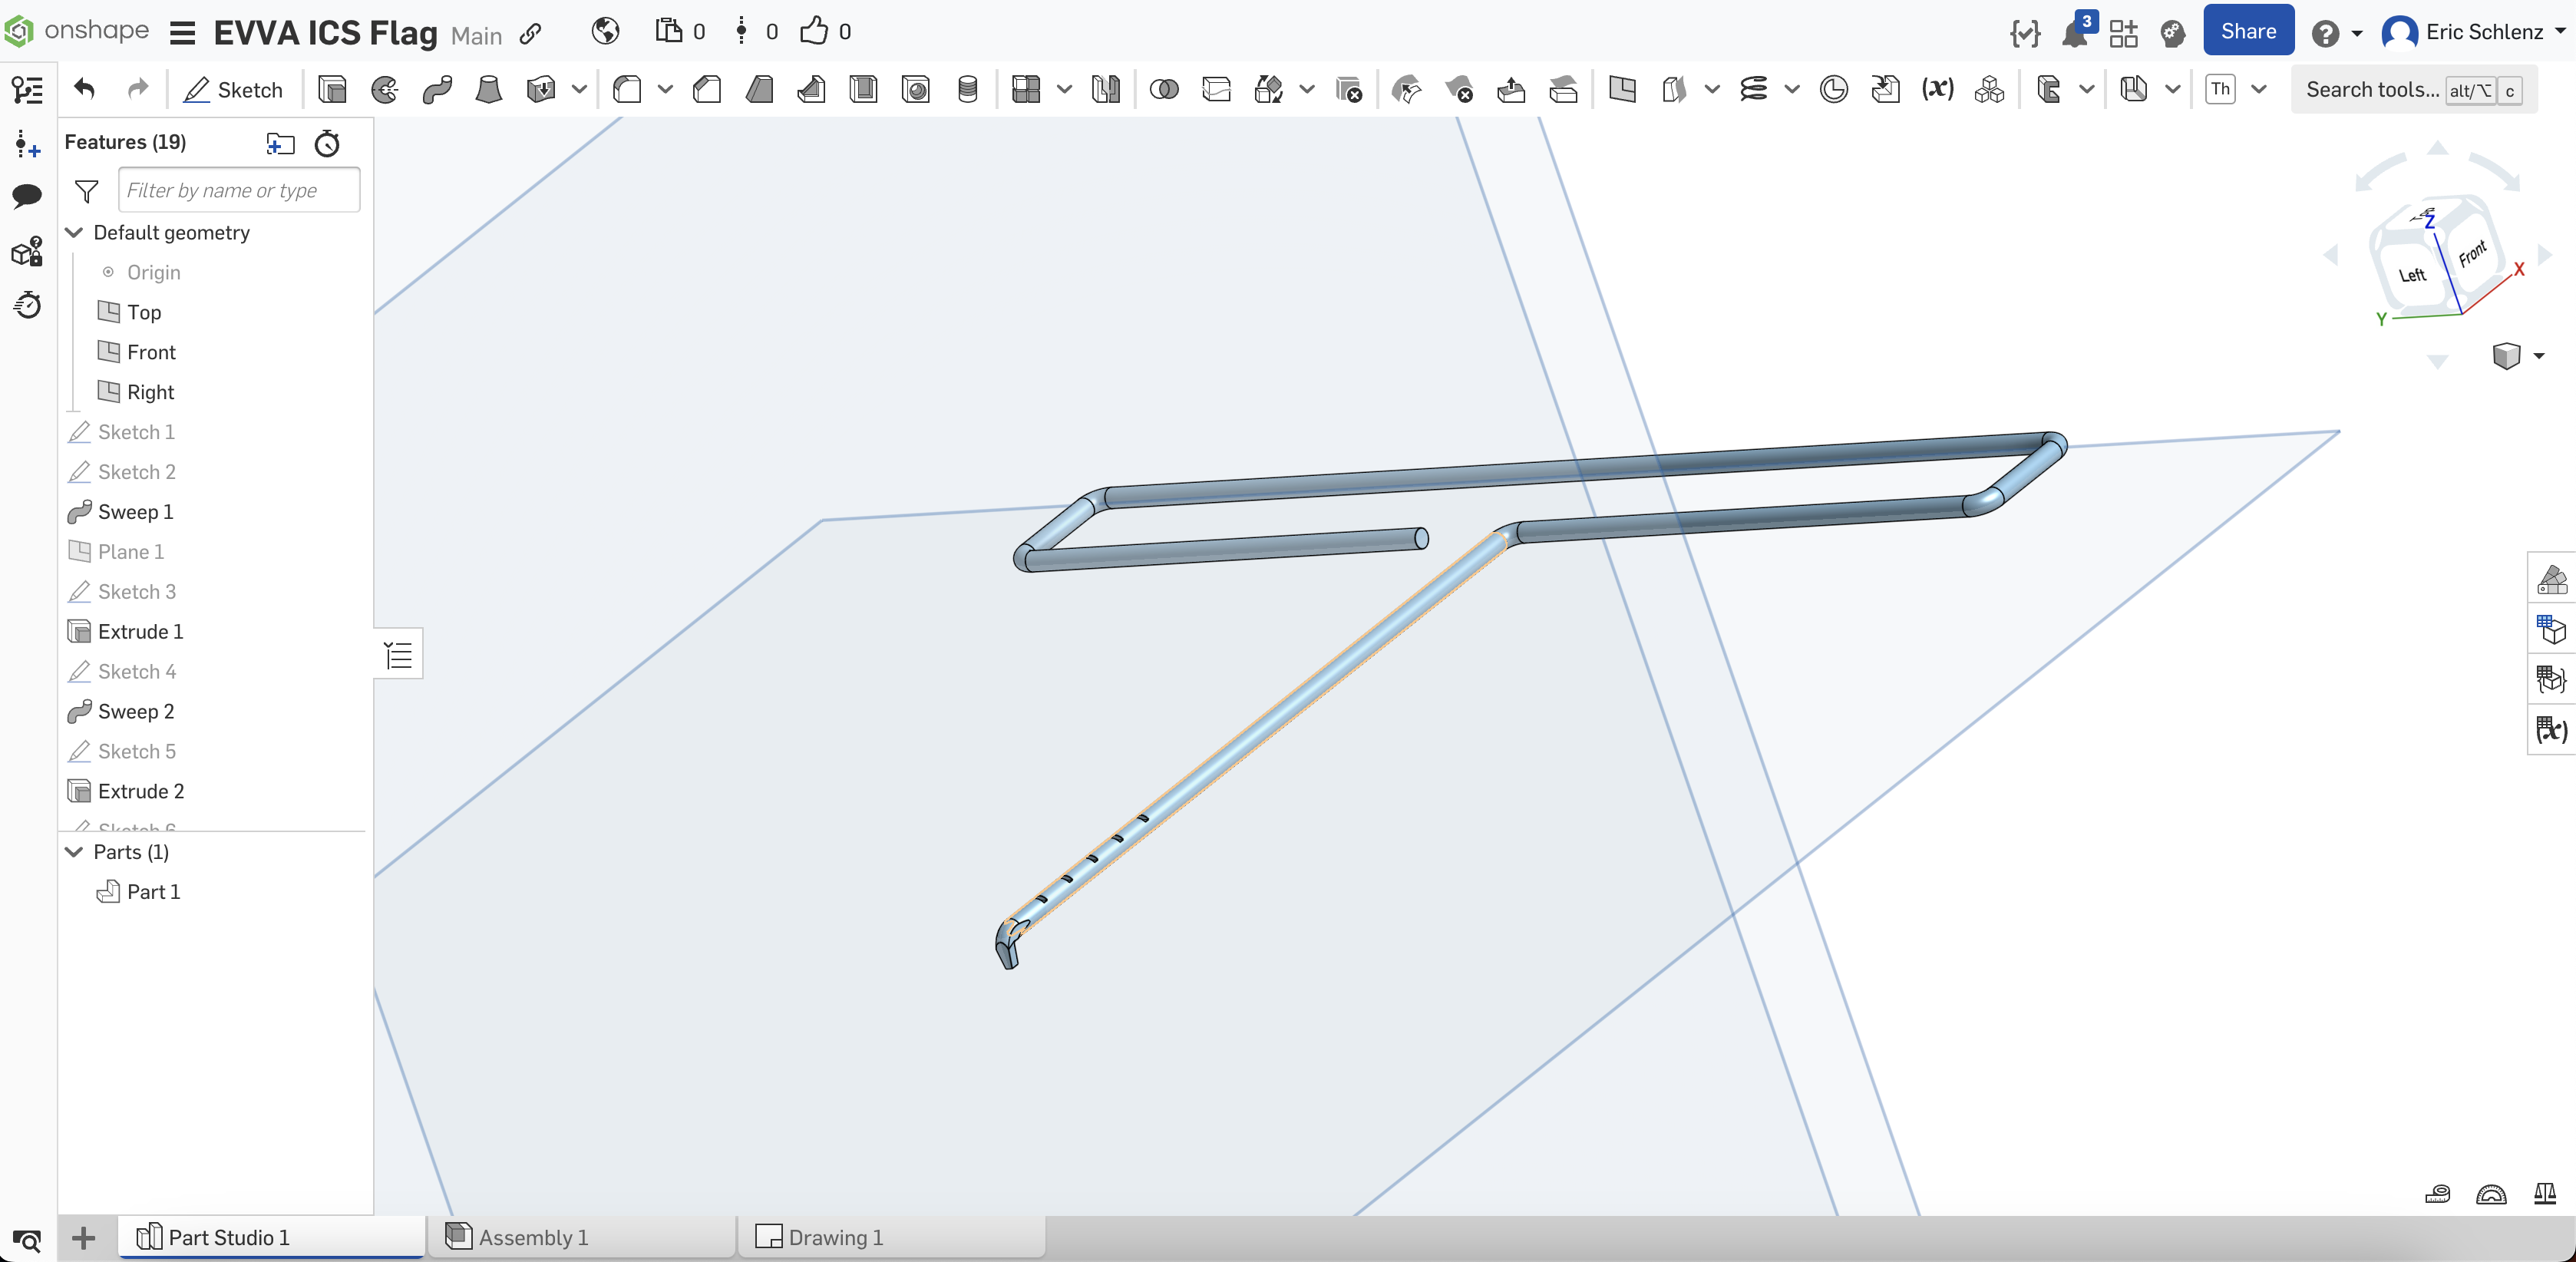 onshape EVVA ICS Flag Main 0 0 0 3 Share Eric Schlenz
Sketch (x) Th Search tools... alt/⌥ c
Features (19)
Filter by name or type
Default geometry
Origin
Top
Front
Right
Sketch 1
Sketch 2
Sweep 1
Plane 1
Sketch 3
Extrude 1
Sketch 4
Sweep 2
Sketch 5
Extrude 2
Sketch 6
Parts (1)
Part 1
Z
Left
Front
X
Y
(x)
Part Studio 1 Assembly 1 Drawing 1